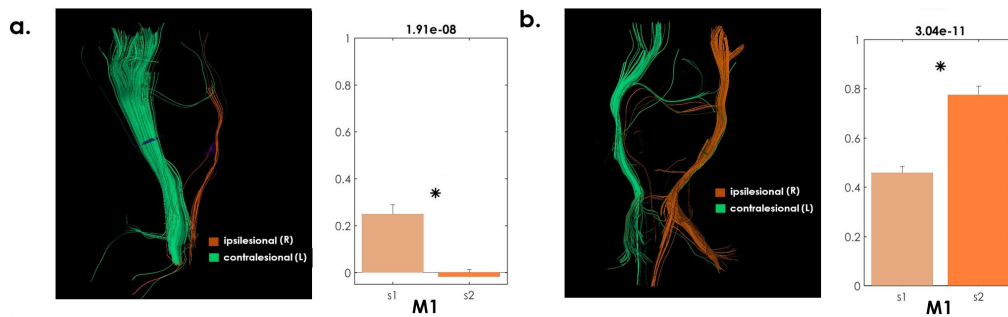 a.
ipsilesional (R)
contralesional (L)
1.91e-08
1
0.8
0.6
0.4
0.2
0
s1
s2
M1
b.
ipsilesional (R)
contralesional (L)
3.04e-11
1
0.8
0.6
0.4
0.2
0
s1
s2
M1